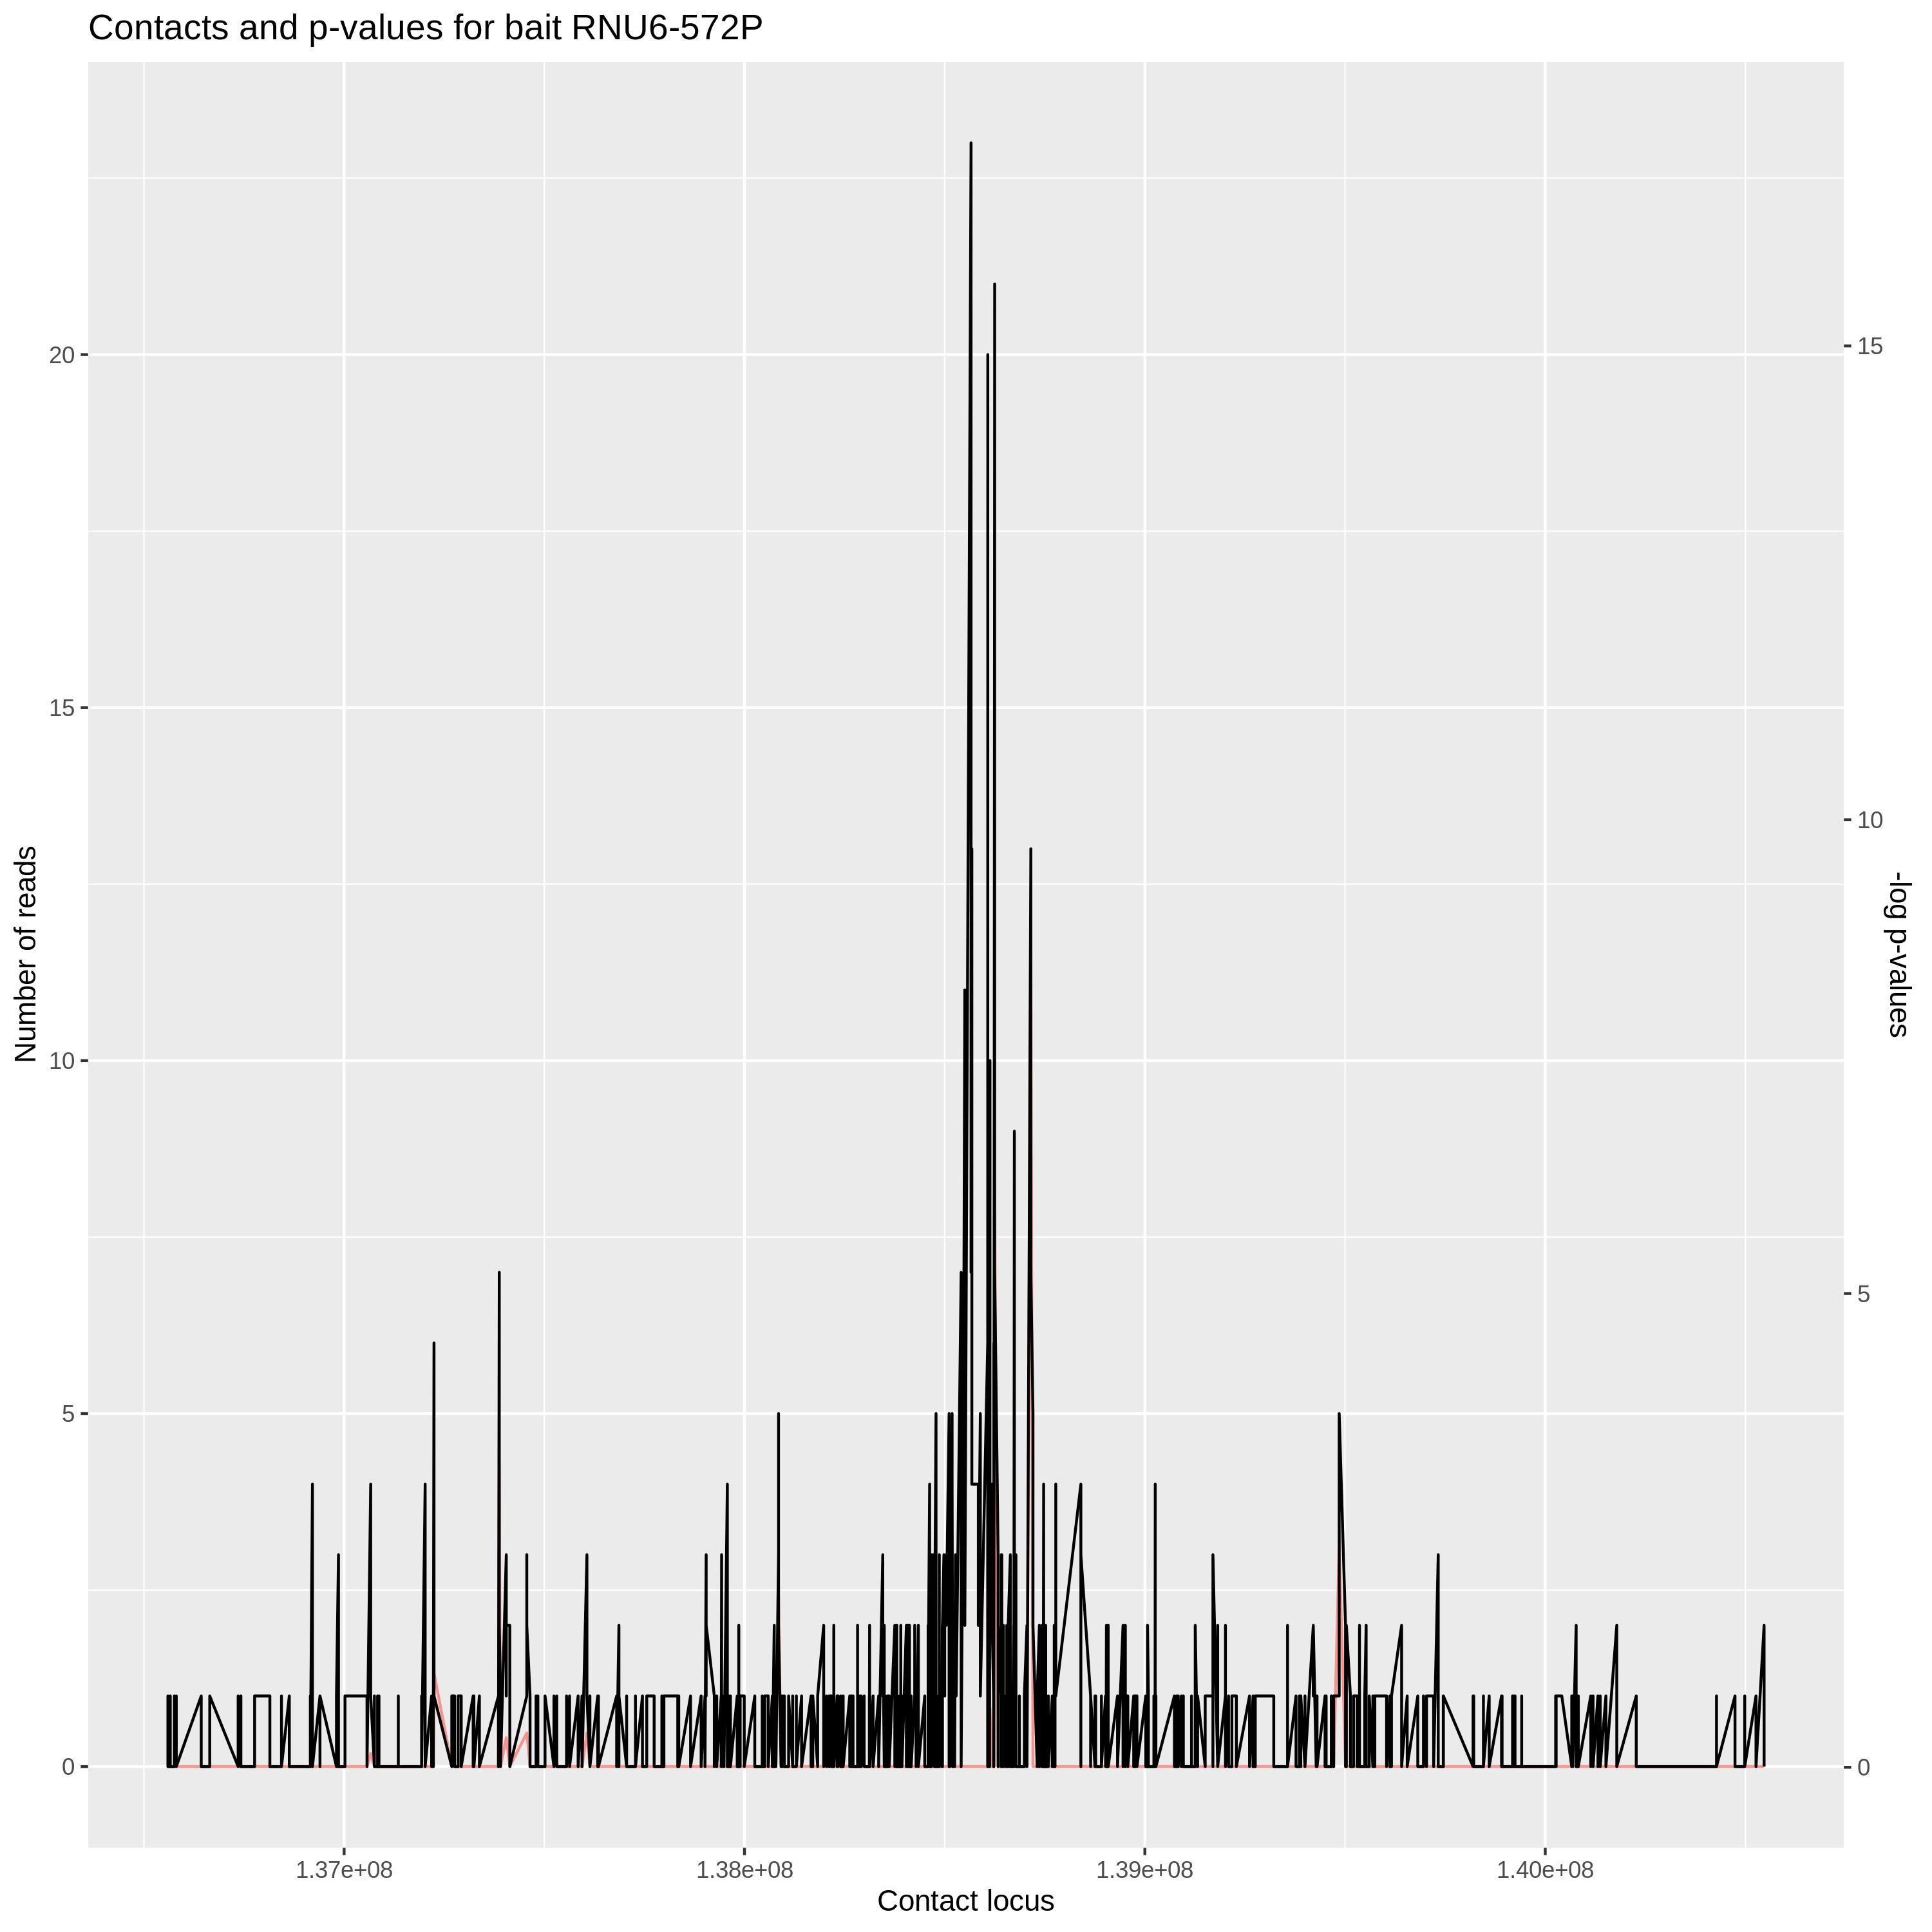 Contacts and p-values for bait RNU6-572P
Number of reads
20
15
10
5
0
15
10
5
0
-log p-values
1.37e+08 1.38e+08 1.39e+08 1.40e+08
Contact locus